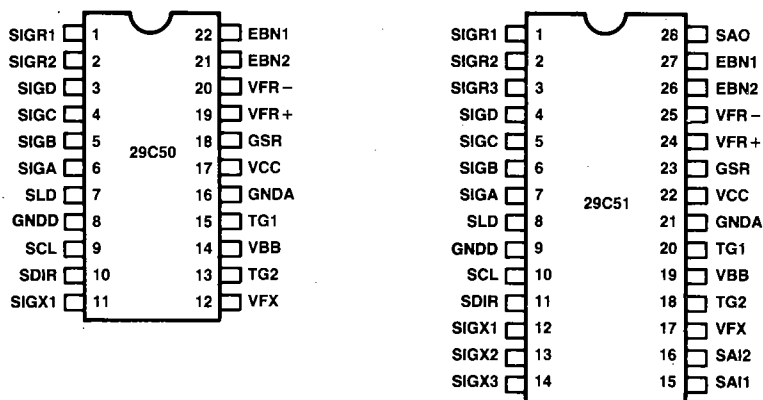 SIGR1 1 22 EBN1
SIGR2 2 21 EBN2
SIGD 3 20 VFR−
SIGC 4 19 VFR+
SIGB 5 18 GSR
SIGA 6 17 VCC
SLD 7 16 GNDA
GNDD 8 15 TG1
SCL 9 14 VBB
SDIR 10 13 TG2
SIGX1 11 12 VFX
29C50
SIGR1 1 28 SAO
SIGR2 2 27 EBN1
SIGR3 3 26 EBN2
SIGD 4 25 VFR−
SIGC 5 24 VFR+
SIGB 6 23 GSR
SIGA 7 22 VCC
SLD 8 21 GNDA
GNDD 9 20 TG1
SCL 10 19 VBB
SDIR 11 18 TG2
SIGX1 12 17 VFX
SIGX2 13 16 SAI2
SIGX3 14 15 SAI1
29C51